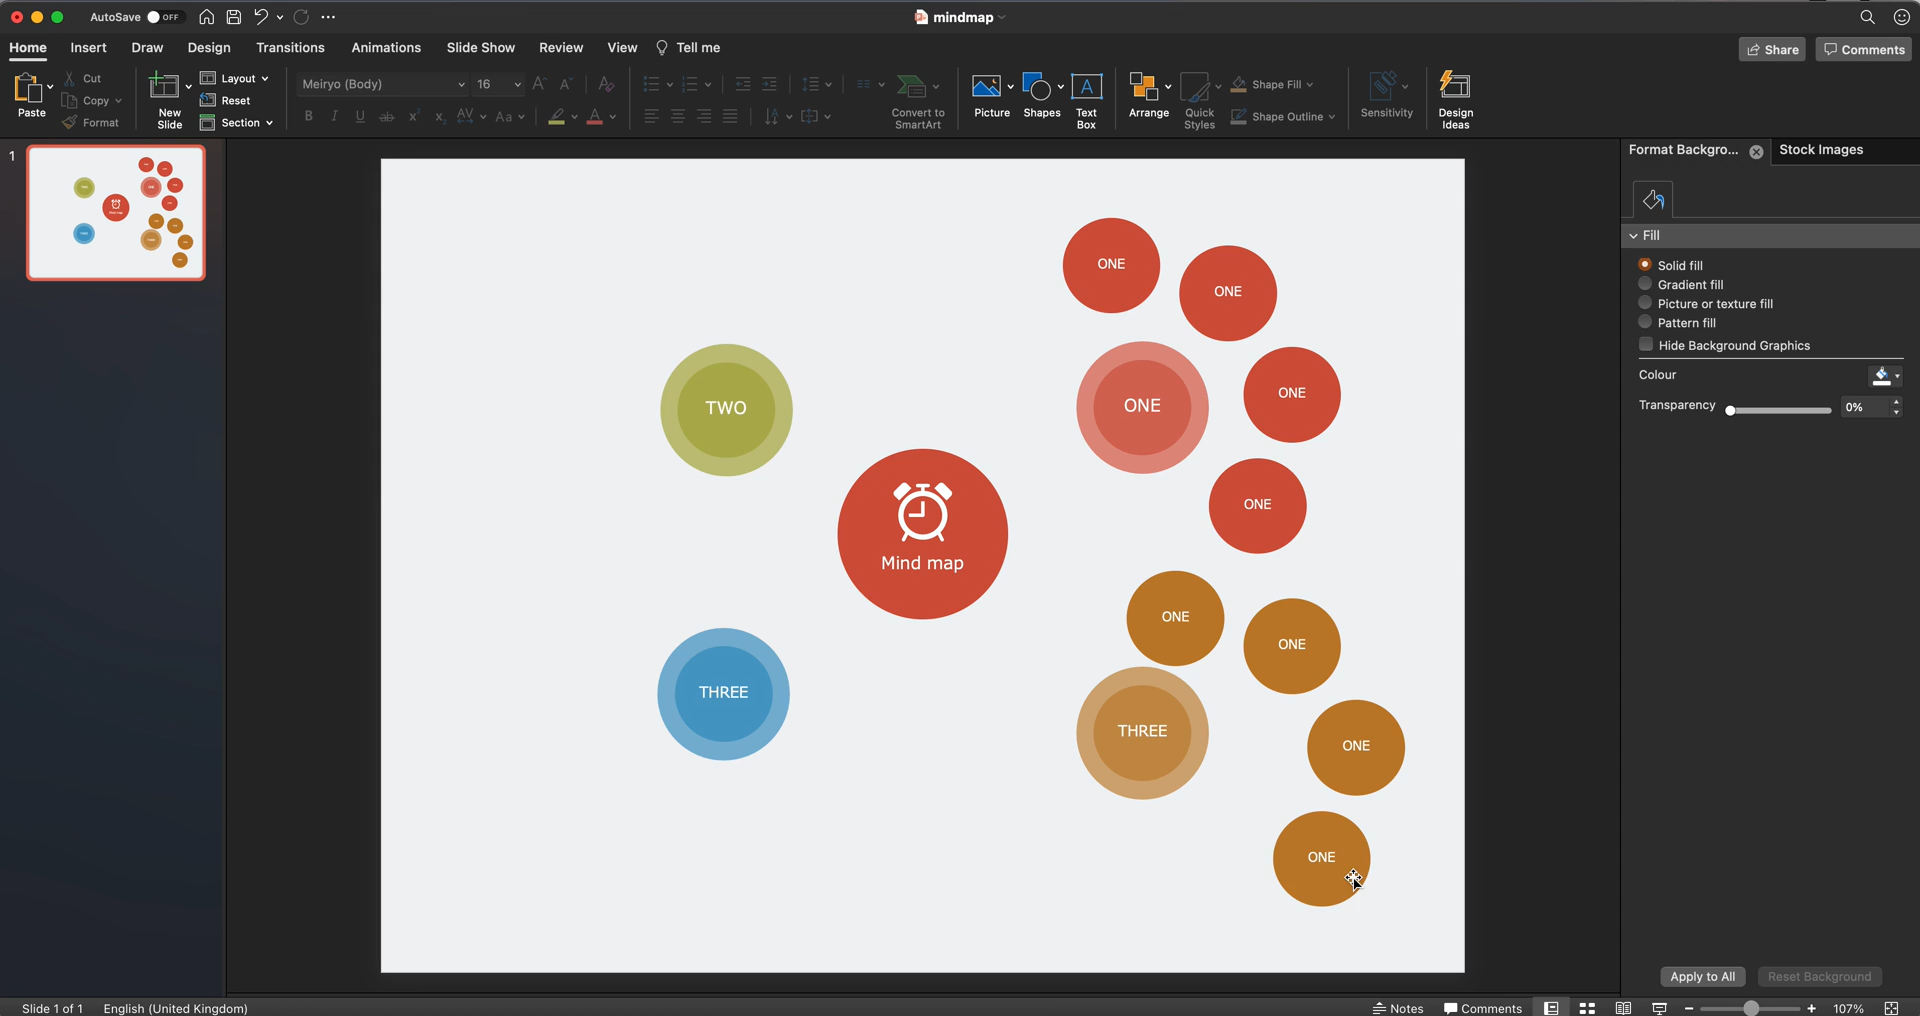 AutoSave OFF
mindmap
Home Insert Draw Design Transitions Animations Slide Show Review View Tell me
Share Comments
Paste
Cut
Copy
Format
New Slide
Layout
Reset
Section
Meiryo (Body) 16
B I U ab x² x₂ AV Aa A
Convert to SmartArt
Picture
Shapes
Text Box
Arrange
Quick Styles
Shape Fill
Shape Outline
Sensitivity
Design Ideas
1
Format Backgro... Stock Images
Fill
Solid fill
Gradient fill
Picture or texture fill
Pattern fill
Hide Background Graphics
Colour
Transparency 0%
ONE
ONE
ONE
TWO
ONE
ONE
Mind map
ONE
ONE
THREE
THREE
ONE
ONE
Apply to All Reset Background
Slide 1 of 1 English (United Kingdom)
Notes Comments 107%